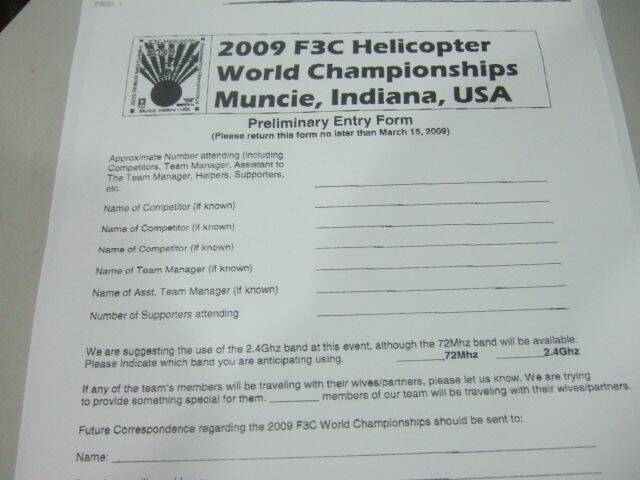 FROM :
2009 F3C Helicopter
World Championships
Muncie, Indiana, USA
Muncie Indiana • USA
Preliminary Entry Form
(Please return this form no later than March 15, 2009)
Approximate Number attending (Including
Competitors, Team Manager, Assistant to
The Team Manager, Helpers, Supporters,
etc.
Name of Competitor (if known)
Name of Competitor (if known)
Name of Competitor (if known)
Name of Team Manager (if known)
Name of Asst. Team Manager (if known)
Number of Supporters attending
We are suggesting the use of the 2.4Ghz band at this event, although the 72Mhz band will be available.
Please indicate which band you are anticipating using. ________72Mhz ________2.4Ghz
If any of the team's members will be traveling with their wives/partners, please let us know. We are trying
to provide something special for them. ________ members of our team will be traveling with their wives/partners.
Future Correspondence regarding the 2009 F3C World Championships should be sent to:
Name: